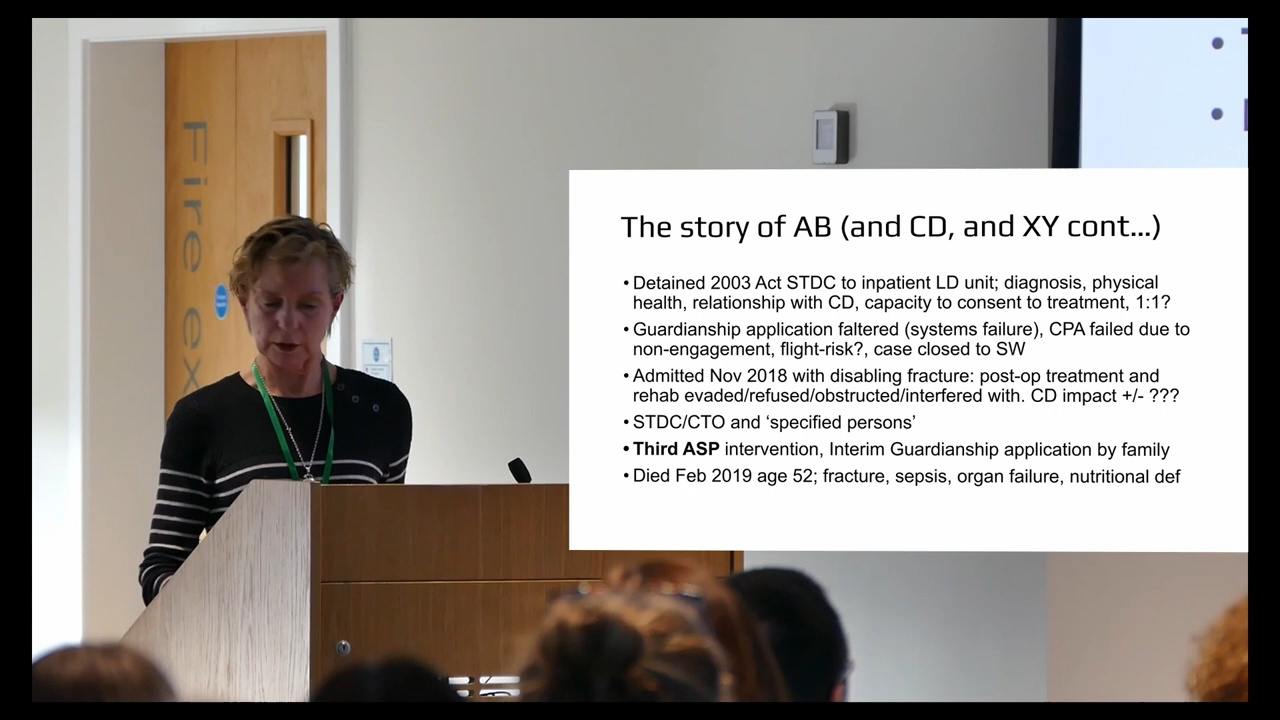 Fire ex
The story of AB (and CD, and XY cont...)
• Detained 2003 Act STDC to inpatient LD unit; diagnosis, physical
health, relationship with CD, capacity to consent to treatment, 1:1?
• Guardianship application faltered (systems failure), CPA failed due to
non-engagement, flight-risk?, case closed to SW
• Admitted Nov 2018 with disabling fracture: post-op treatment and
rehab evaded/refused/obstructed/interfered with. CD impact +/- ???
• STDC/CTO and ‘specified persons’
• Third ASP intervention, Interim Guardianship application by family
• Died Feb 2019 age 52; fracture, sepsis, organ failure, nutritional def